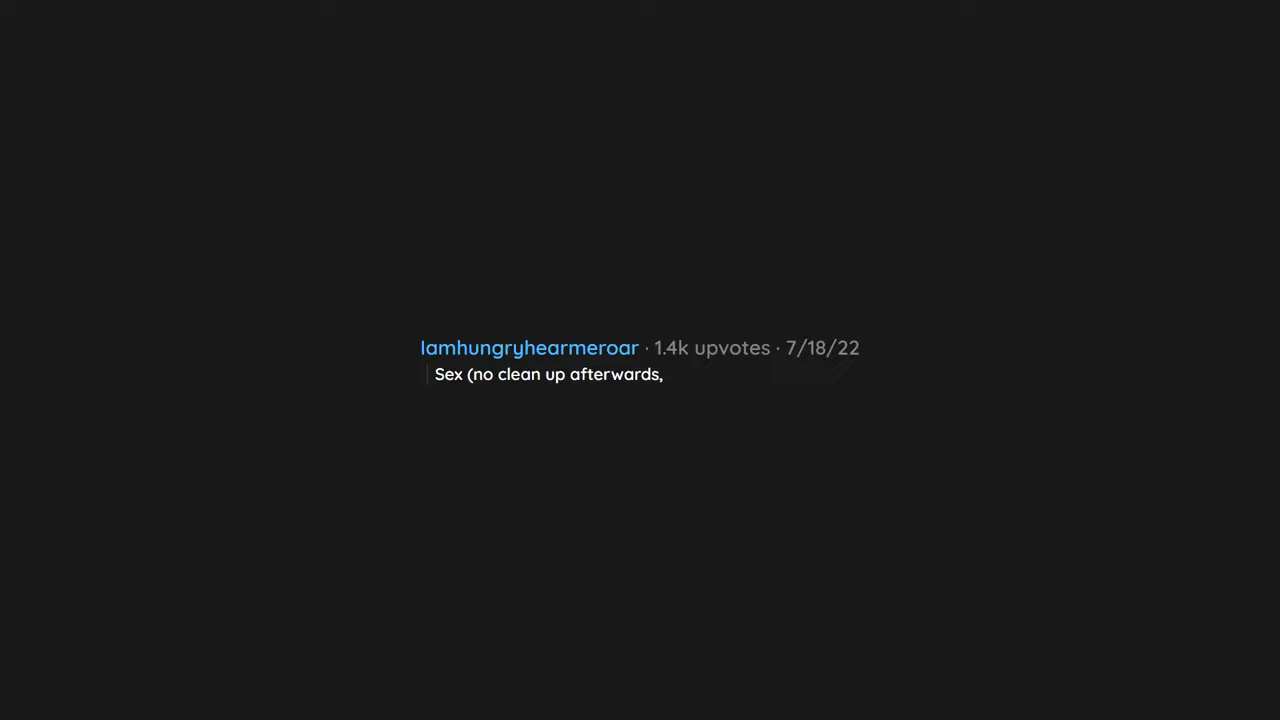 Iamhungryhearmeroar · 1.4k upvotes · 7/18/22
Sex (no clean up afterwards,